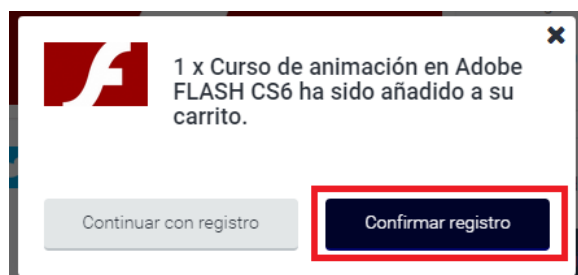 1 x Curso de animación en Adobe
FLASH CS6 ha sido añadido a su
carrito.
Continuar con registro
Confirmar registro